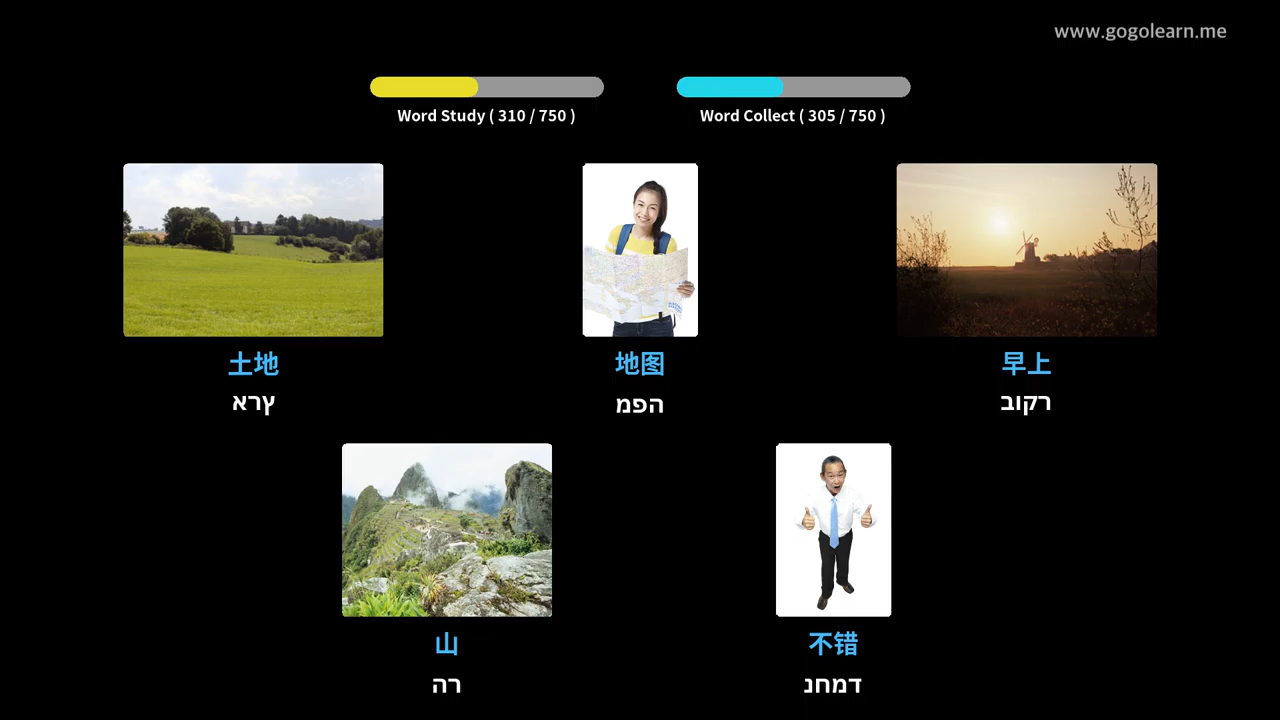 www.gogolearn.me
Word Study ( 310 / 750 )
Word Collect ( 305 / 750 )
土地
ץרא
地图
הפמ
早上
רקוב
山
רה
不错
דמחנ